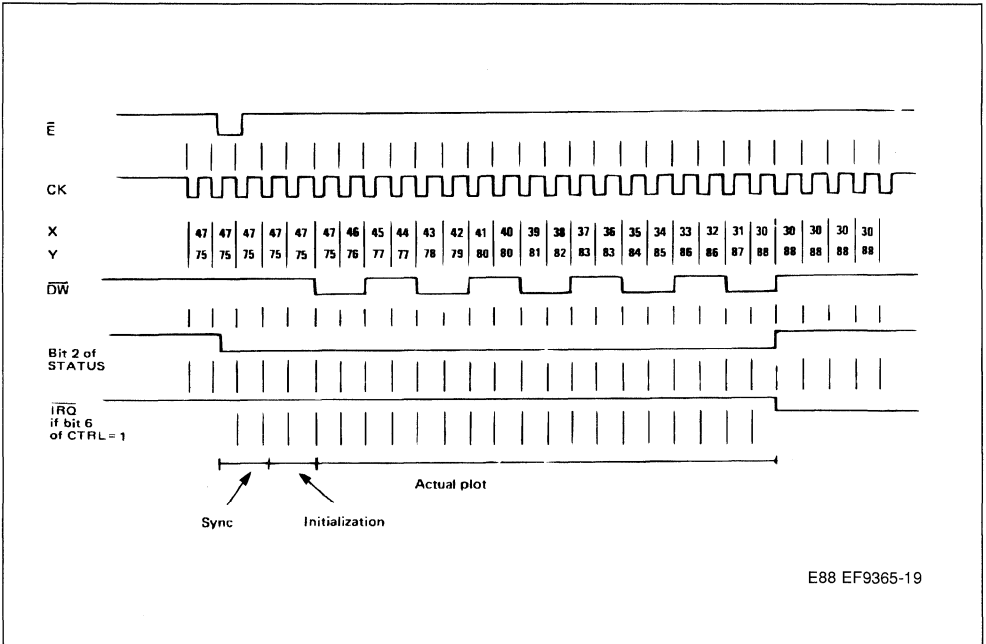 E
CK
X 47 47 47 47 47 47 46 45 44 43 42 41 40 39 38 37 36 35 34 33 32 31 30 30 30 30 30
Y 75 75 75 75 75 75 76 77 77 78 79 80 80 81 82 83 83 84 85 86 86 87 88 88 88 88 88
DW
Bit 2 of
STATUS
IRQ
if bit 6
of CTRL= 1
Actual plot
Sync
Initialization
E88 EF9365-19